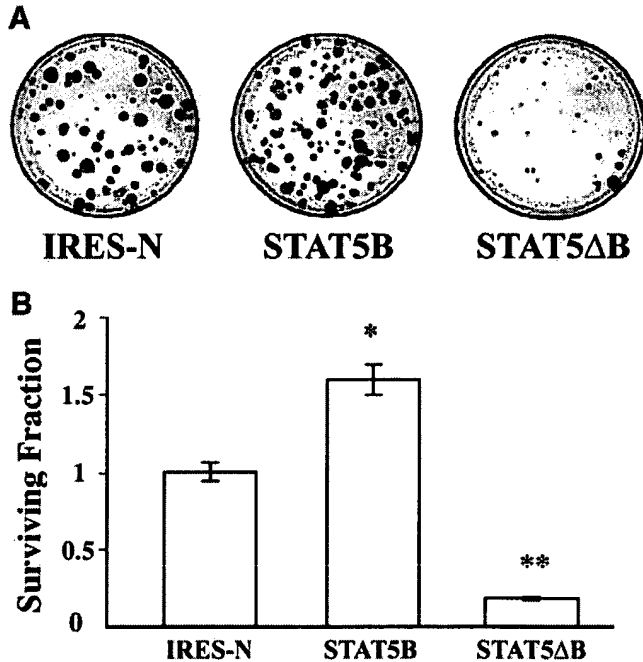 A
IRES-N STAT5B STAT5ΔB
B
Surviving Fraction
2
1.5
1
0.5
0
*
**
IRES-N STAT5B STAT5ΔB